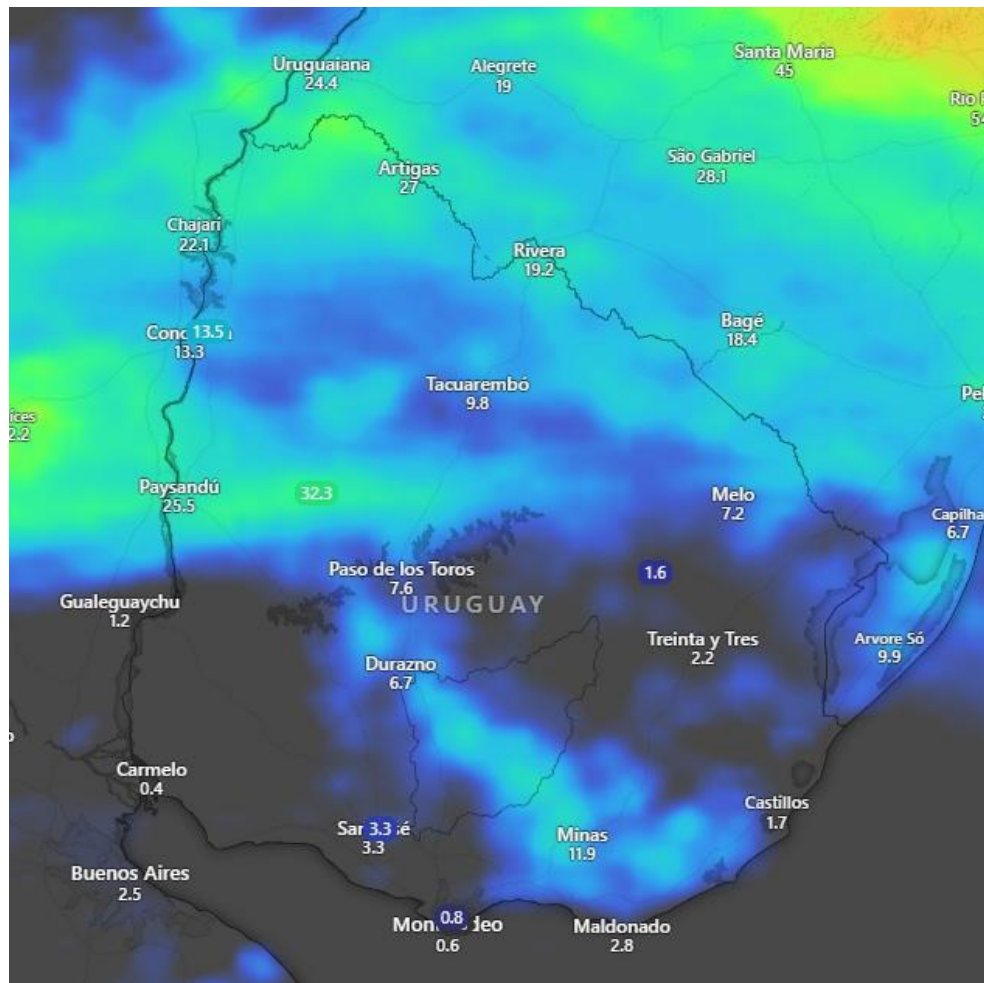 Uruguaiana
24.4
Alegrete
19
Santa Maria
45
Rio
Artigas
27
São Gabriel
28.1
Chajarí
22.1
Rivera
19.2
13.5
13.3
Bagé
18.4
Tacuarembó
9.8
Paysandú
25.5
32.3
Melo
7.2
6.7
Paso de los Toros
7.6
1.6
URUGUAY
Gualeguaychu
1.2
Treinta y Tres
2.2
Arvore Só
9.9
Durazno
6.7
Carmelo
0.4
Castillos
1.7
3.3
3.3
Minas
11.9
Buenos Aires
2.5
0.8
0.6
Maldonado
2.8